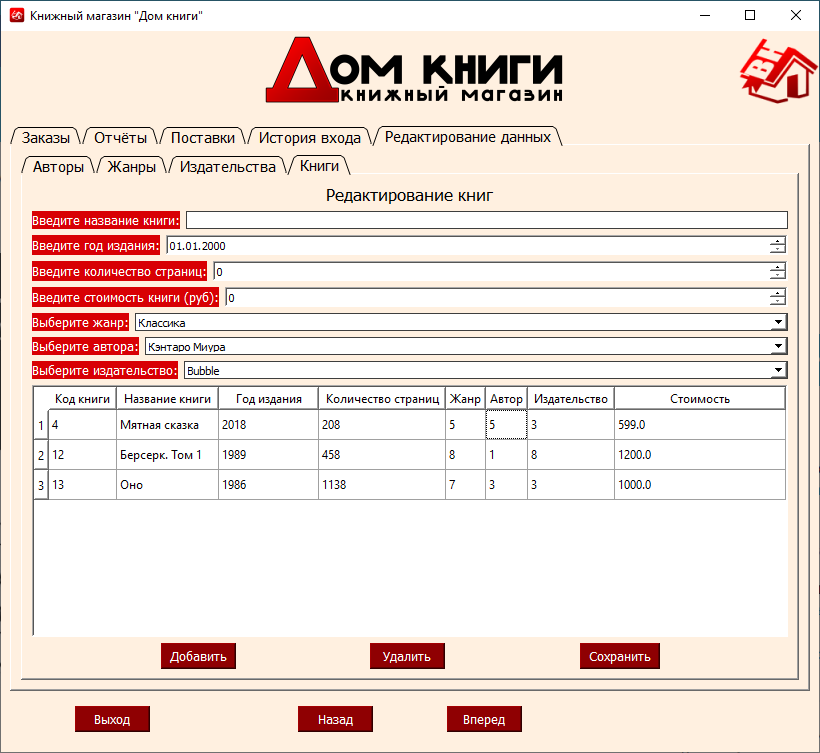 Книжный магазин "Дом книги"
Дом книги
книжный магазин
Заказы Отчёты Поставки История входа Редактирование данных
Авторы Жанры Издательства Книги
Редактирование книг
Введите название книги:
Введите год издания: 01.01.2000
Введите количество страниц: 0
Введите стоимость книги (руб): 0
Выберите жанр: Классика
Выберите автора: Кэнтаро Миура
Выберите издательство: Bubble
Код книги Название книги Год издания Количество страниц Жанр Автор Издательство Стоимость
1 4 Мятная сказка 2018 208 5 5 3 599.0
2 12 Берсерк. Том 1 1989 458 8 1 8 1200.0
3 13 Оно 1986 1138 7 3 3 1000.0
Добавить Удалить Сохранить
Выход Назад Вперед